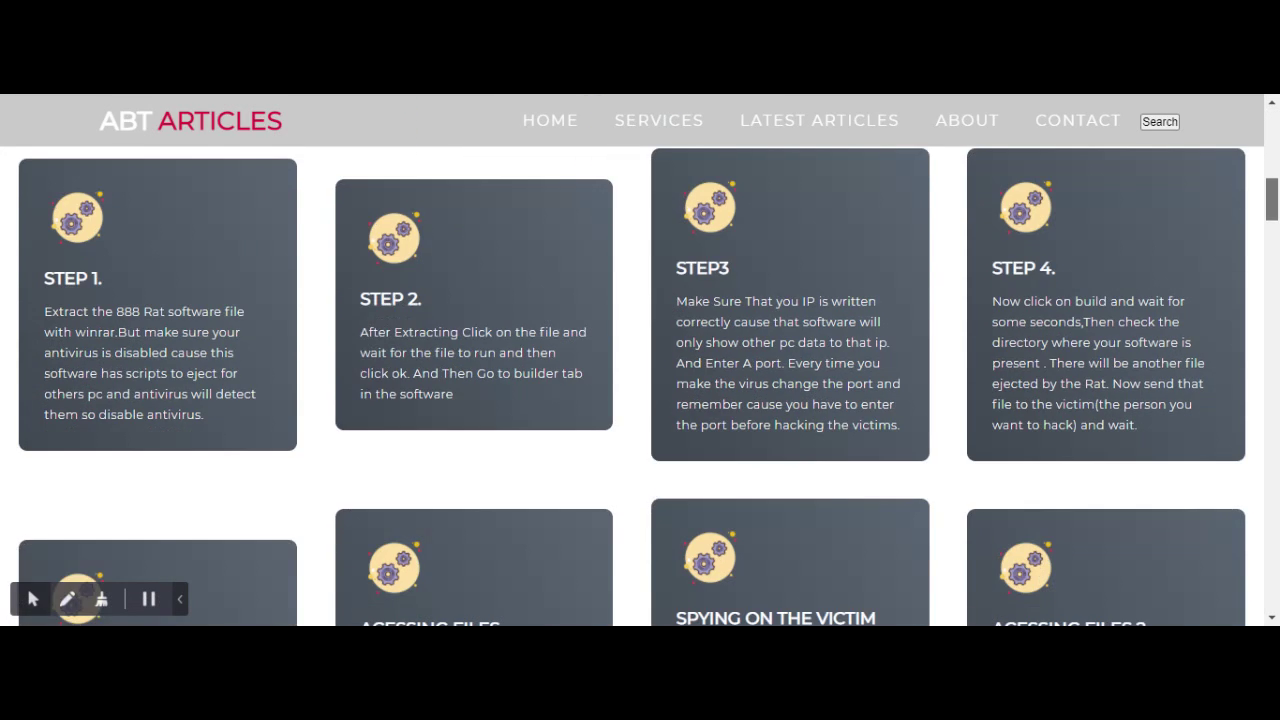 ABT ARTICLES
HOME SERVICES LATEST ARTICLES ABOUT CONTACT Search
STEP 1.
Extract the 888 Rat software file
with winrar.But make sure your
antivirus is disabled cause this
software has scripts to eject for
others pc and antivirus will detect
them so disable antivirus.
STEP 2.
After Extracting Click on the file and
wait for the file to run and then
click ok. And Then Go to builder tab
in the software
STEP3
Make Sure That you IP is written
correctly cause that software will
only show other pc data to that ip.
And Enter A port. Every time you
make the virus change the port and
remember cause you have to enter
the port before hacking the victims.
STEP 4.
Now click on build and wait for
some seconds,Then check the
directory where your software is
present . There will be another file
ejected by the Rat. Now send that
file to the victim(the person you
want to hack) and wait.
ACESSING FILES
SPYING ON THE VICTIM
ACESSING FILES 2